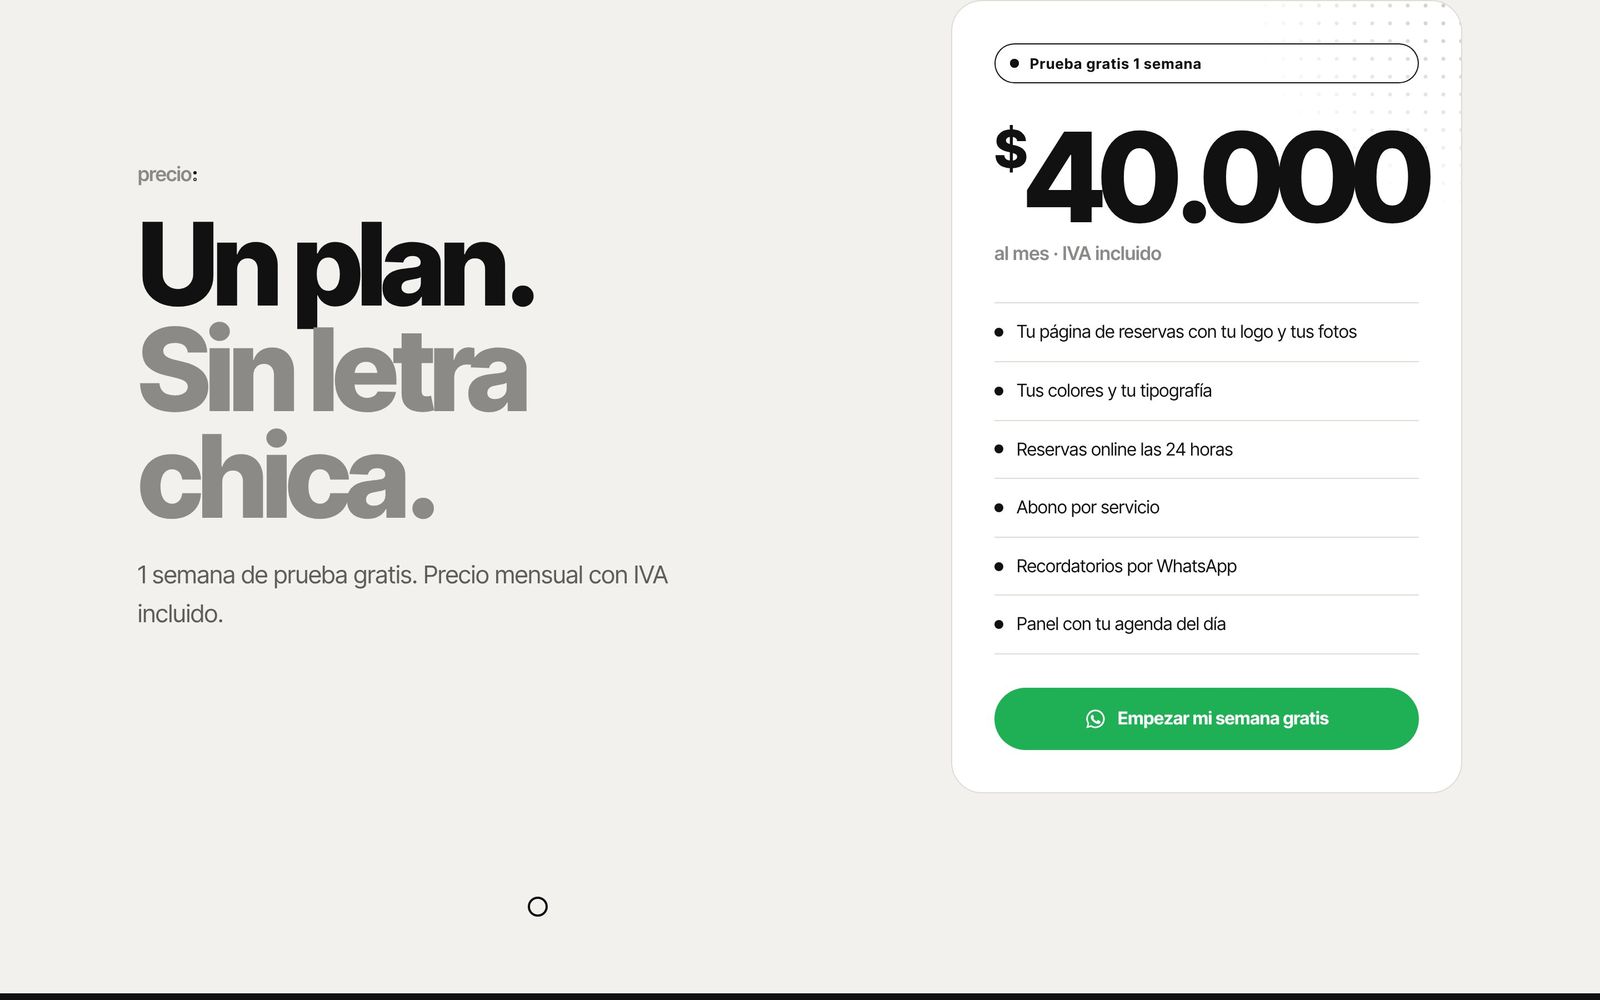 precio:
Un plan.
Sin letra
chica.
1 semana de prueba gratis. Precio mensual con IVA
incluido.
Prueba gratis 1 semana
$40.000
al mes · IVA incluido
Tu página de reservas con tu logo y tus fotos
Tus colores y tu tipografía
Reservas online las 24 horas
Abono por servicio
Recordatorios por WhatsApp
Panel con tu agenda del día
Empezar mi semana gratis